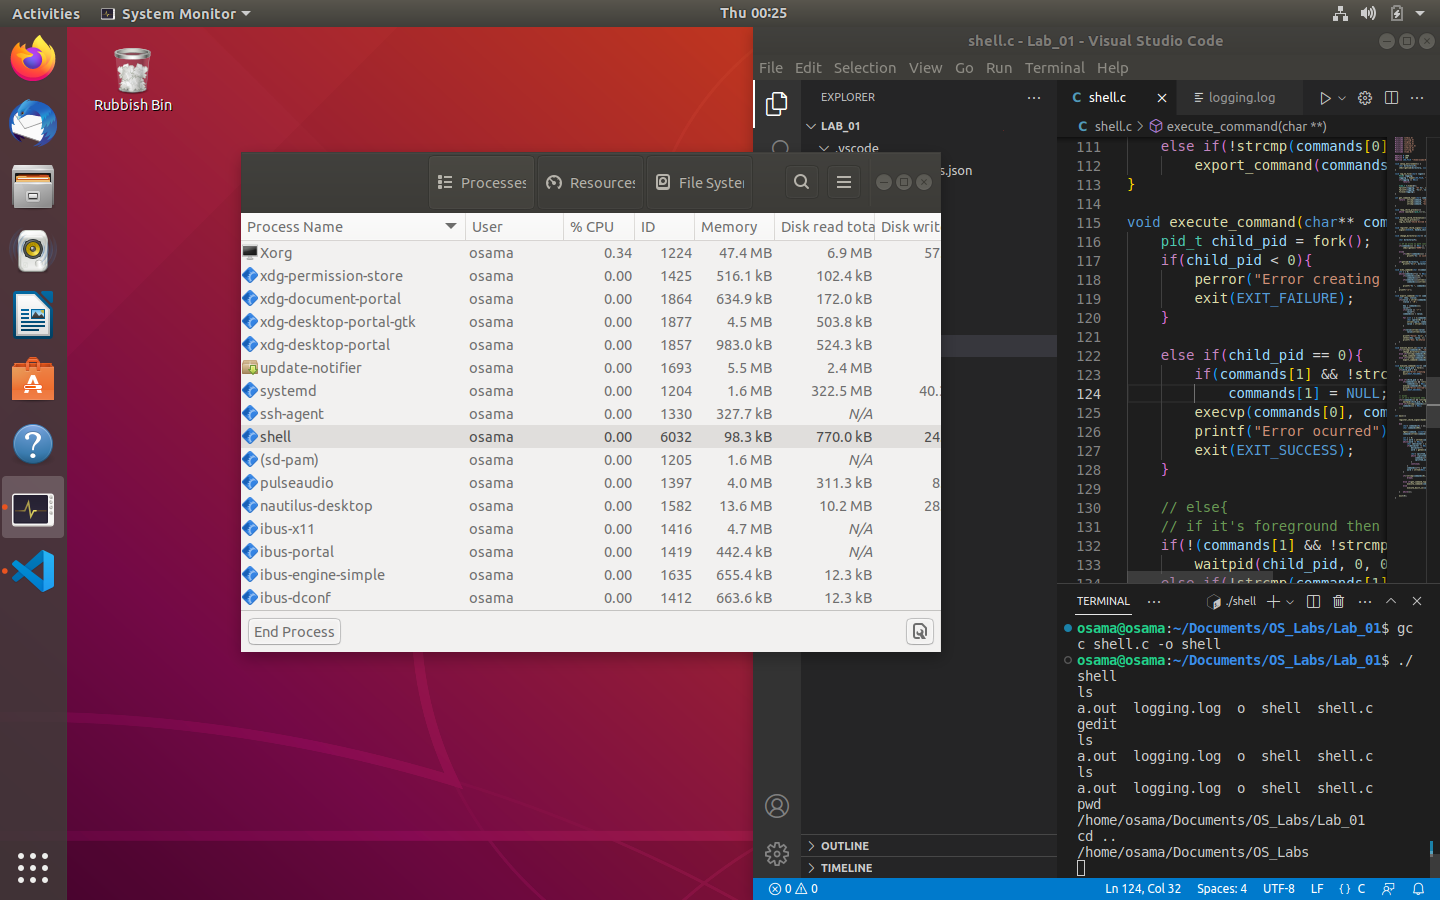 Activities
System Monitor
Thu 00:25
Rubbish Bin
shell.c - Lab_01 - Visual Studio Code
File Edit Selection View Go Run Terminal Help
EXPLORER
LAB_01
.vscode
s.json
OUTLINE
TIMELINE
shell.c
logging.log
shell.c > execute_command(char **)
111 else if(!strcmp(commands[0]
112 export_command(commands
113 }
114
115 void execute_command(char** com
116 pid_t child_pid = fork();
117 if(child_pid < 0){
118 perror("Error creating
119 exit(EXIT_FAILURE);
120 }
121
122 else if(child_pid == 0){
123 if(commands[1] && !strc
124 commands[1] = NULL;
125 execvp(commands[0], com
126 printf("Error ocurred")
127 exit(EXIT_SUCCESS);
128 }
129
130 // else{
131 // if it's foreground then
132 if(!(commands[1] && !strcmp
133 waitpid(child_pid, 0, 0
134 else if(!strcmp(commands[1]
Processes
Resources
File Syster
Process Name User % CPU ID Memory Disk read tota Disk writ
Xorg osama 0.34 1224 47.4 MB 6.9 MB 57
xdg-permission-store osama 0.00 1425 516.1 kB 102.4 kB
xdg-document-portal osama 0.00 1864 634.9 kB 172.0 kB
xdg-desktop-portal-gtk osama 0.00 1877 4.5 MB 503.8 kB
xdg-desktop-portal osama 0.00 1857 983.0 kB 524.3 kB
update-notifier osama 0.00 1693 5.5 MB 2.4 MB
systemd osama 0.00 1204 1.6 MB 322.5 MB 40.
ssh-agent osama 0.00 1330 327.7 kB N/A
shell osama 0.00 6032 98.3 kB 770.0 kB 24
(sd-pam) osama 0.00 1205 1.6 MB N/A
pulseaudio osama 0.00 1397 4.0 MB 311.3 kB 8
nautilus-desktop osama 0.00 1582 13.6 MB 10.2 MB 28
ibus-x11 osama 0.00 1416 4.7 MB N/A
ibus-portal osama 0.00 1419 442.4 kB N/A
ibus-engine-simple osama 0.00 1635 655.4 kB 12.3 kB
ibus-dconf osama 0.00 1412 663.6 kB 12.3 kB
End Process
TERMINAL
./shell
osama@osama:~/Documents/OS_Labs/Lab_01$ gc
c shell.c -o shell
osama@osama:~/Documents/OS_Labs/Lab_01$ ./
shell
ls
a.out logging.log o shell shell.c
gedit
ls
a.out logging.log o shell shell.c
ls
a.out logging.log o shell shell.c
pwd
/home/osama/Documents/OS_Labs/Lab_01
cd ..
/home/osama/Documents/OS_Labs
0 0
Ln 124, Col 32 Spaces: 4 UTF-8 LF {} C